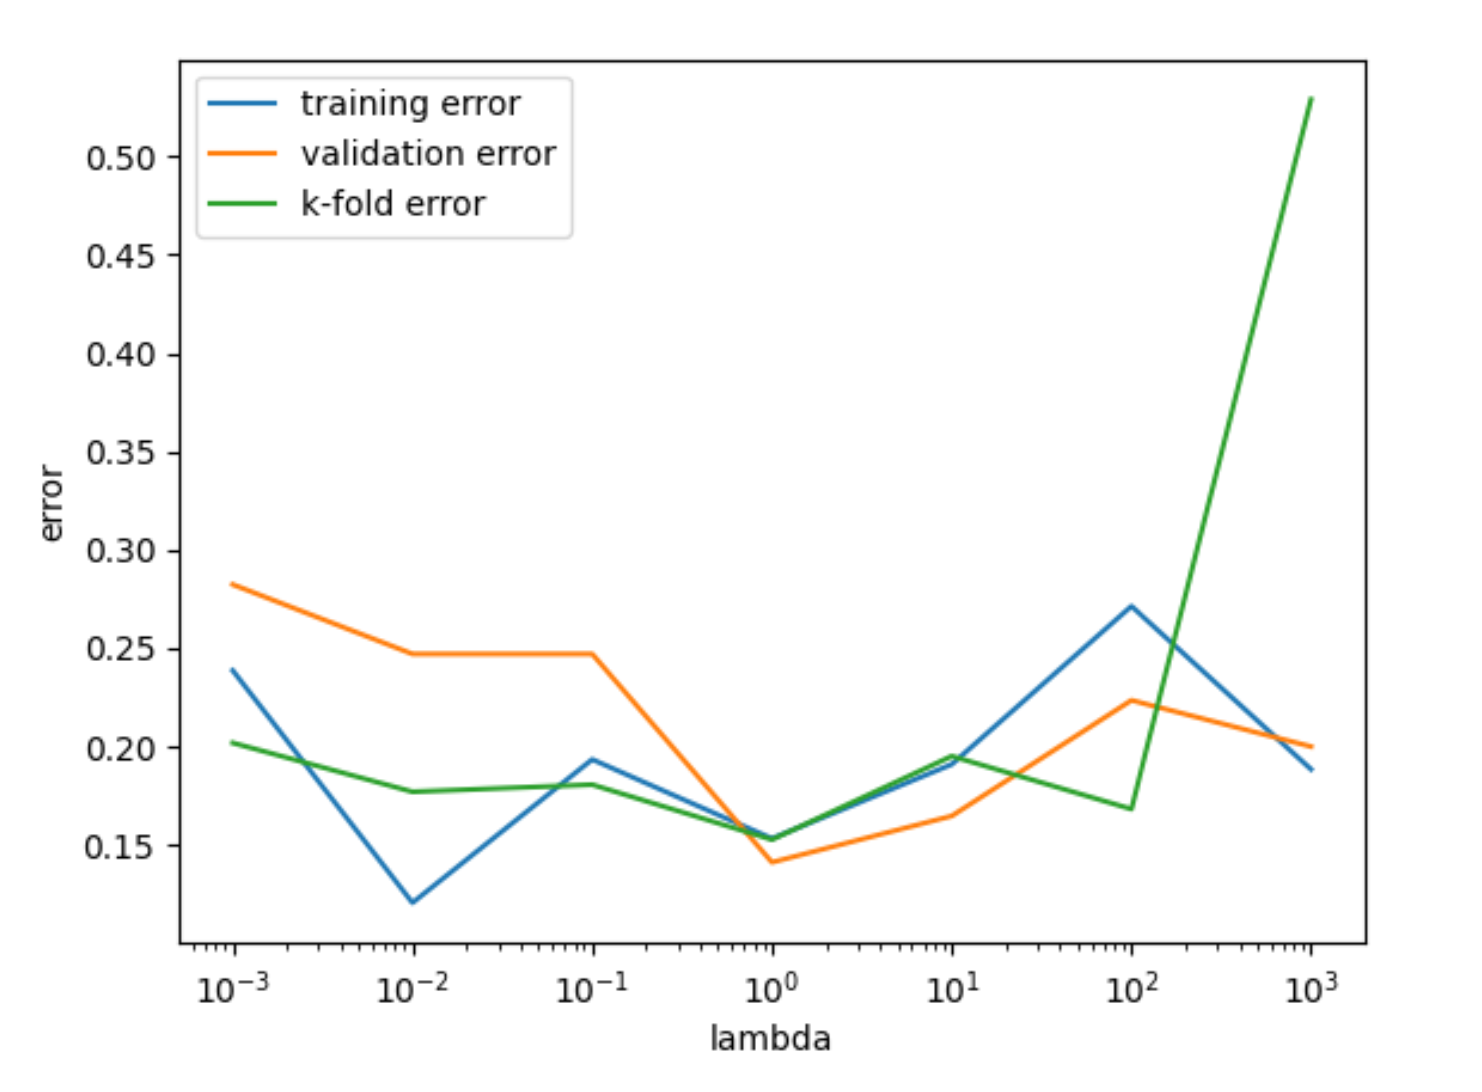 training error
validation error
k-fold error
0.50
0.45
0.40
0.35
0.30
0.25
0.20
0.15
error
10⁻³ 10⁻² 10⁻¹ 10⁰ 10¹ 10² 10³
lambda